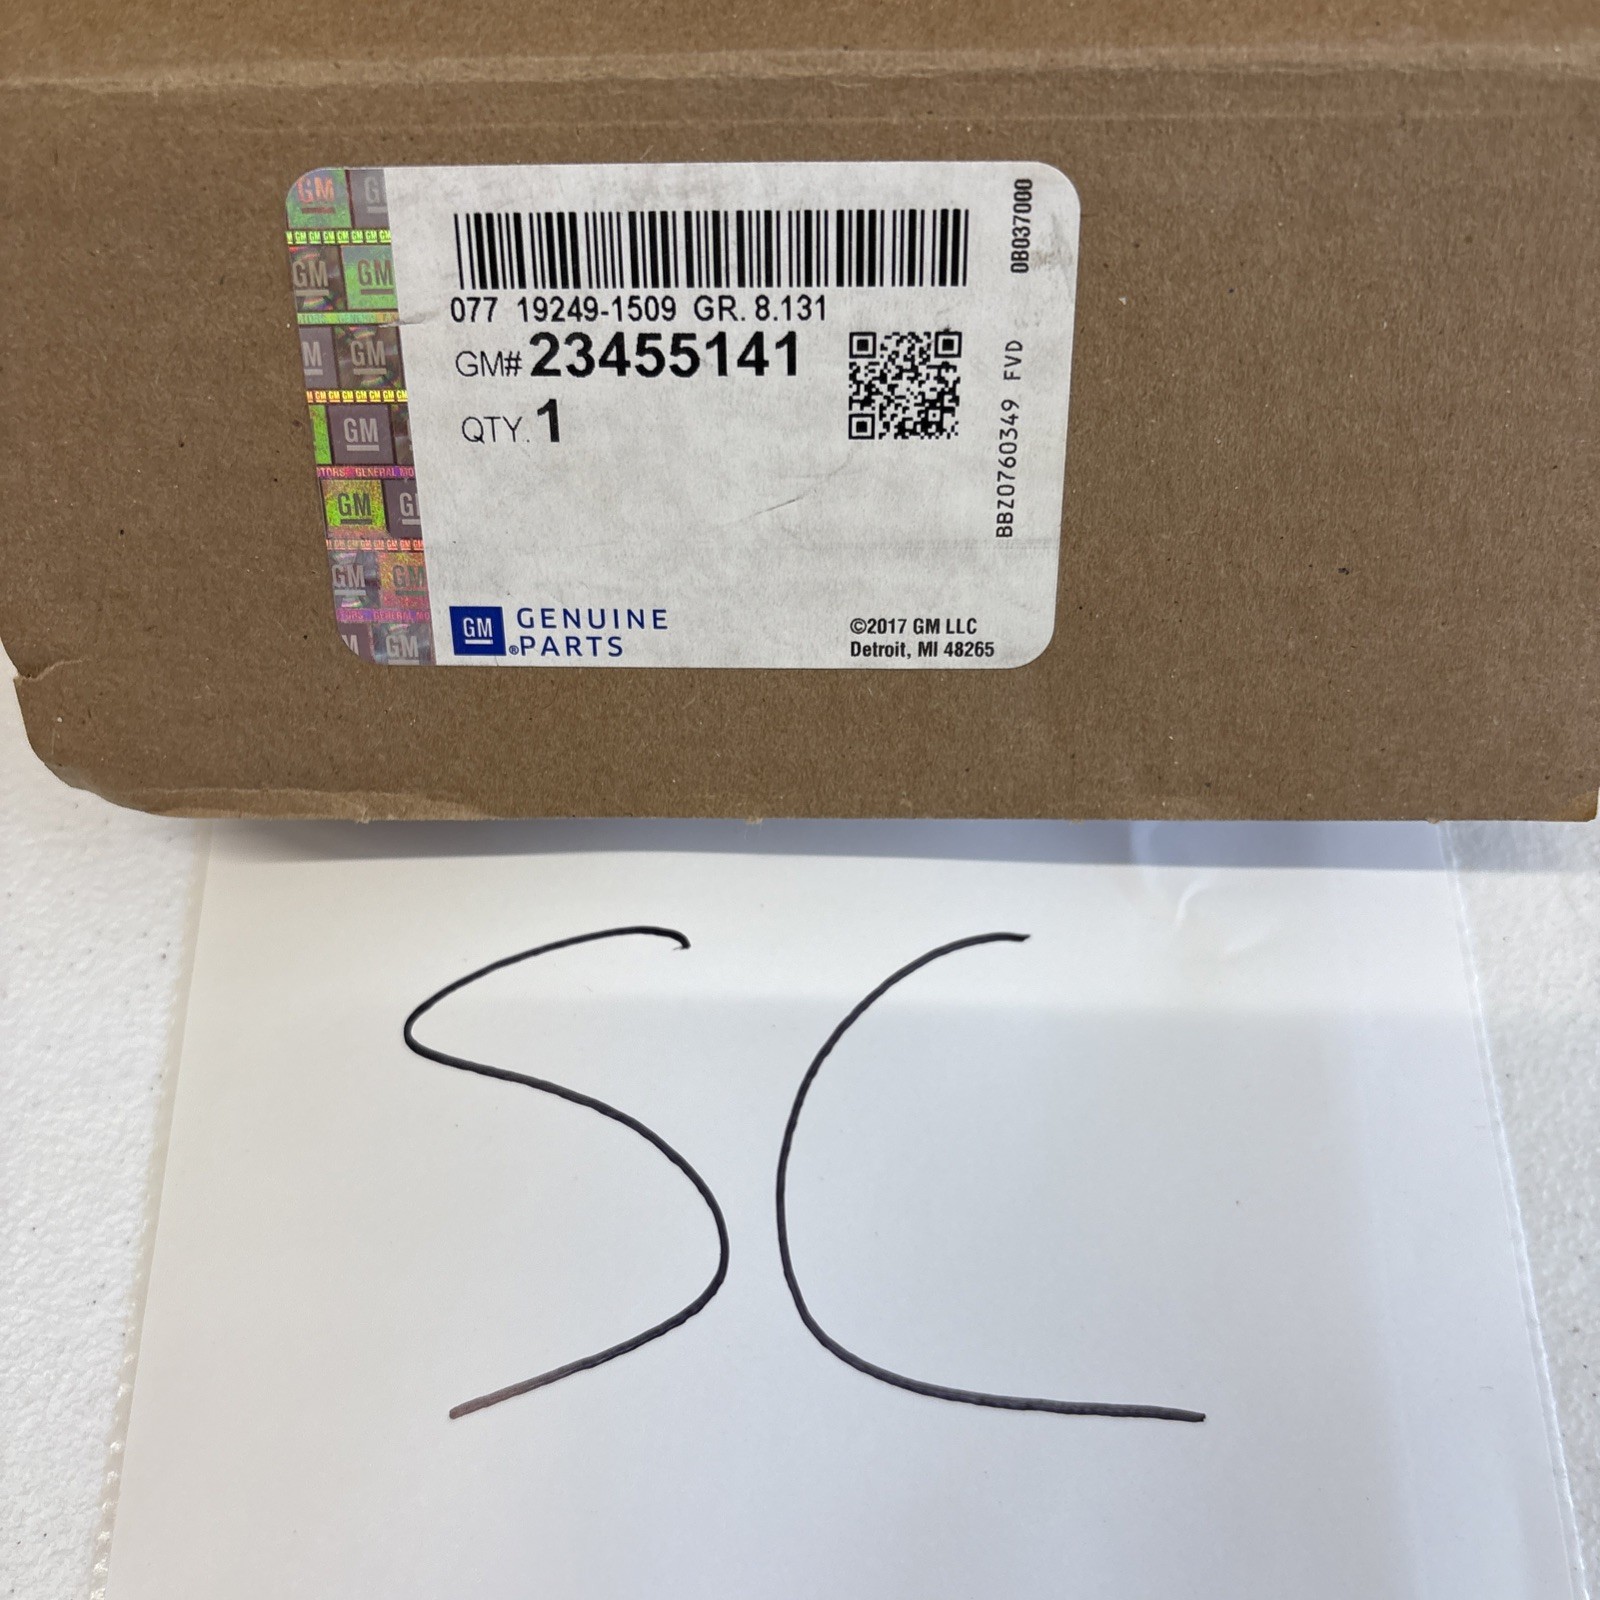 077 19249-1509 GR. 8.131
GM# 23455141
QTY. 1
0B037000
BBZ0760349 FVD
GM GENUINE
®PARTS
©2017 GM LLC
Detroit, MI 48265
SC